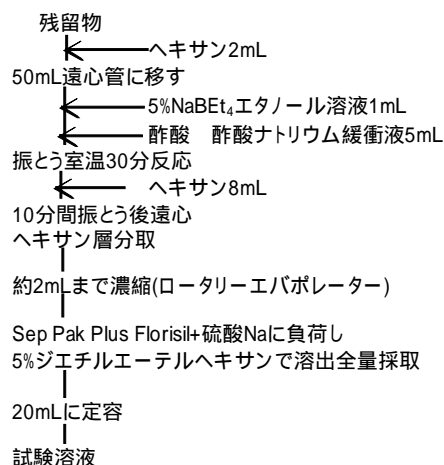 残留物
ヘキサン2mL
50mL遠心管に移す
5%NaBEt₄エタノール溶液1mL
酢酸　酢酸ナトリウム緩衝液5mL
振とう室温30分反応
ヘキサン8mL
10分間振とう後遠心
ヘキサン層分取
約2mLまで濃縮(ロータリーエバポレーター)
Sep Pak Plus Florisil+硫酸Naに負荷し
5%ジエチルエーテルヘキサンで溶出全量採取
20mLに定容
試験溶液